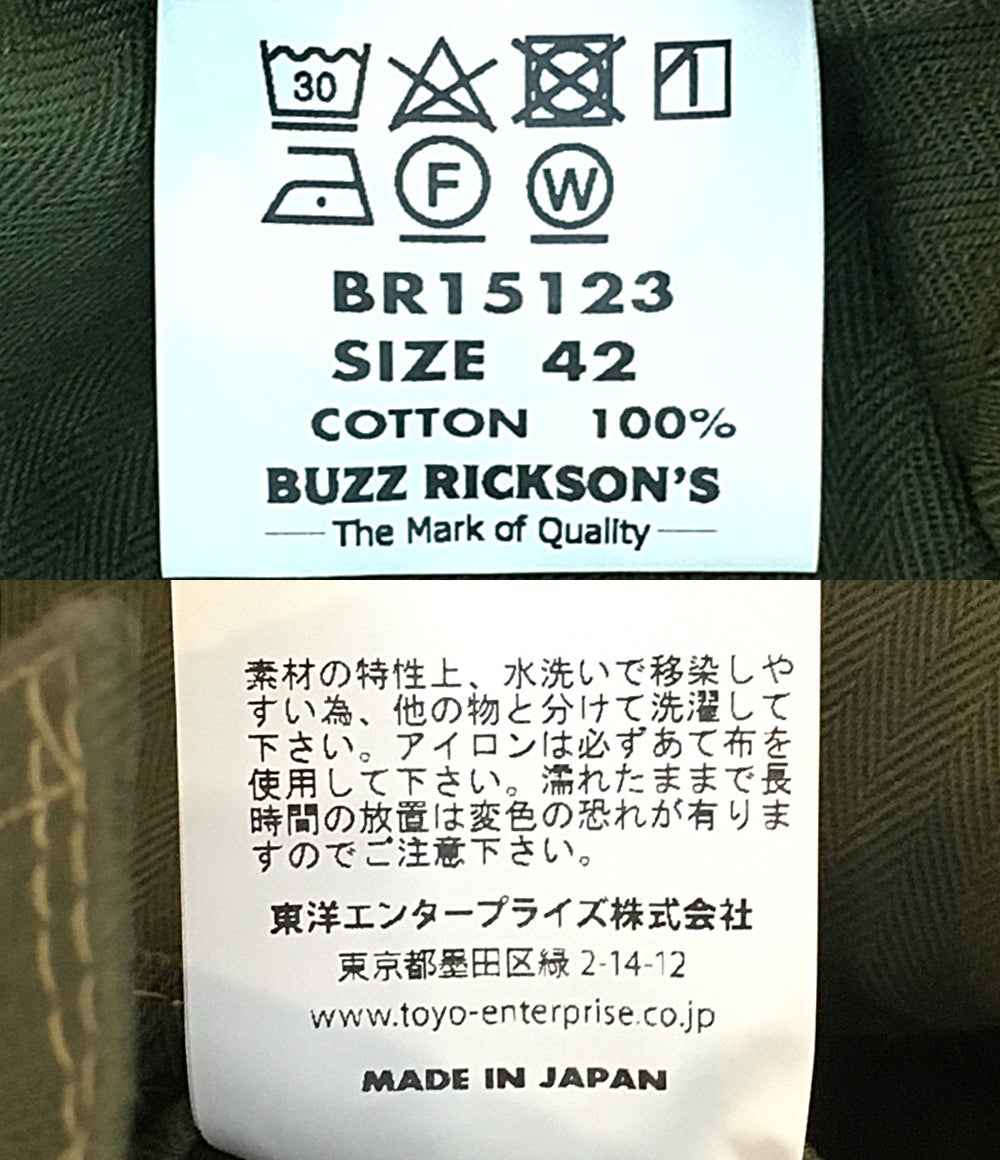 30
F W
BR15123
SIZE 42
COTTON 100%
BUZZ RICKSON'S
The Mark of Quality
素材の特性上、水洗いで移染しや
すい為、他の物と分けて洗濯して
下さい。アイロンは必ずあて布を
使用して下さい。濡れたままで長
時間の放置は変色の恐れが有りま
すのでご注意下さい。
東洋エンタープライズ株式会社
東京都墨田区緑 2-14-12
www.toyo-enterprise.co.jp
MADE IN JAPAN